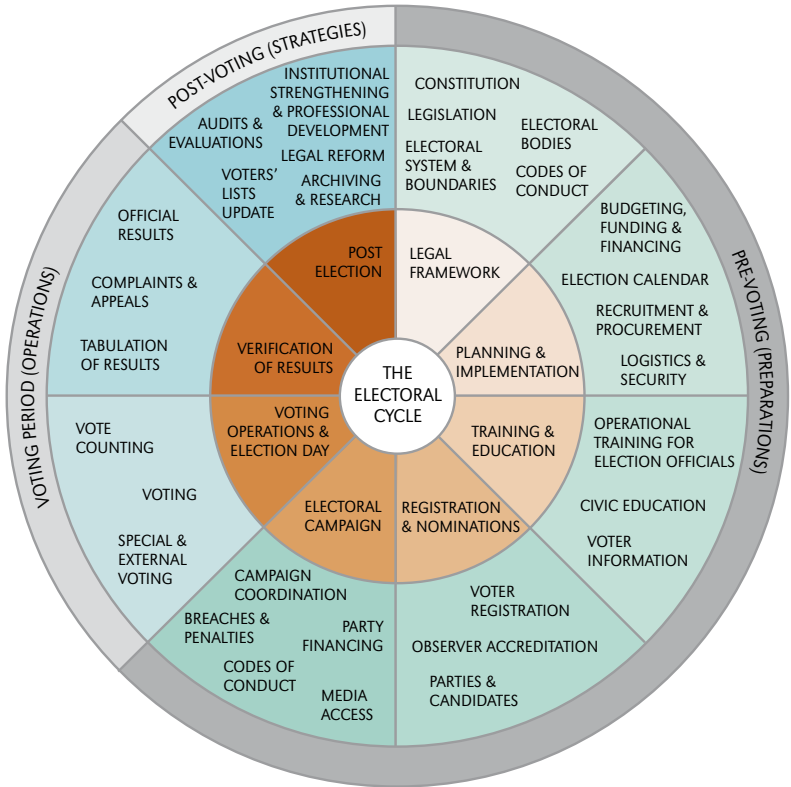 POST-VOTING (STRATEGIES)
PRE-VOTING (PREPARATIONS)
VOTING PERIOD (OPERATIONS)
THE
ELECTORAL
CYCLE
LEGAL
FRAMEWORK
CONSTITUTION
LEGISLATION
ELECTORAL
SYSTEM &
BOUNDARIES
ELECTORAL
BODIES
CODES OF
CONDUCT
PLANNING &
IMPLEMENTATION
BUDGETING,
FUNDING &
FINANCING
ELECTION CALENDAR
RECRUITMENT &
PROCUREMENT
LOGISTICS &
SECURITY
TRAINING &
EDUCATION
OPERATIONAL
TRAINING FOR
ELECTION OFFICIALS
CIVIC EDUCATION
VOTER
INFORMATION
REGISTRATION
& NOMINATIONS
VOTER
REGISTRATION
OBSERVER ACCREDITATION
PARTIES &
CANDIDATES
ELECTORAL
CAMPAIGN
CAMPAIGN
COORDINATION
BREACHES &
PENALTIES
PARTY
FINANCING
CODES OF
CONDUCT
MEDIA
ACCESS
VOTING
OPERATIONS &
ELECTION DAY
VOTE
COUNTING
VOTING
SPECIAL &
EXTERNAL
VOTING
VERIFICATION
OF RESULTS
OFFICIAL
RESULTS
COMPLAINTS &
APPEALS
TABULATION
OF RESULTS
POST
ELECTION
INSTITUTIONAL
STRENGTHENING
& PROFESSIONAL
DEVELOPMENT
AUDITS &
EVALUATIONS
LEGAL REFORM
VOTERS'
LISTS
UPDATE
ARCHIVING
& RESEARCH